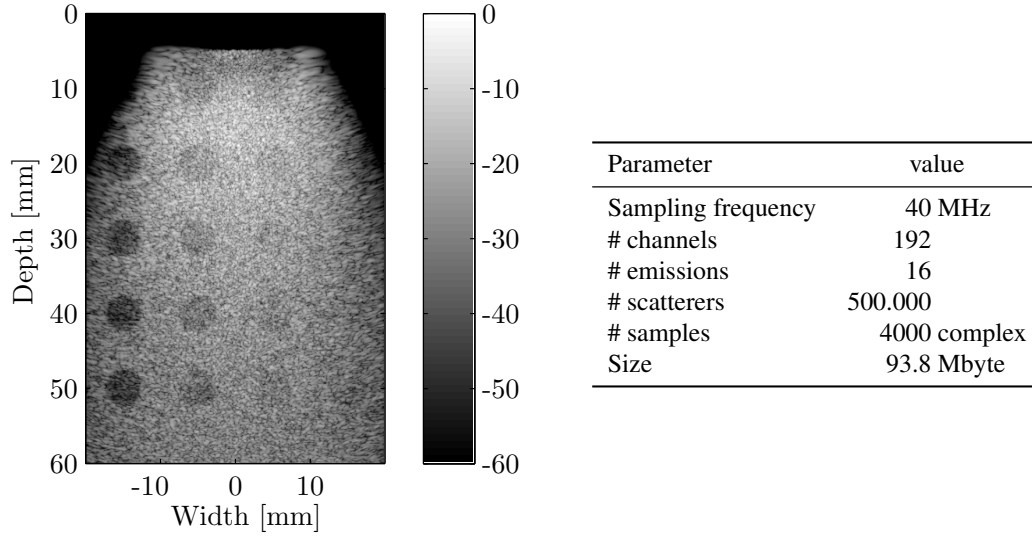 0
10
20
30
40
50
60
Depth [mm]
-10 0 10
Width [mm]
0
-10
-20
-30
-40
-50
-60
Parameter value
Sampling frequency 40 MHz
# channels 192
# emissions 16
# scatterers 500.000
# samples 4000 complex
Size 93.8 Mbyte